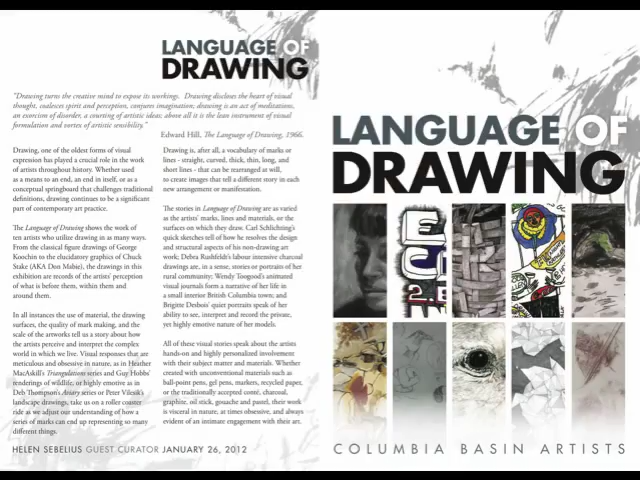 LANGUAGE OF
DRAWING
"Drawing turns the creative mind to expose its workings. Drawing discloses the heart of visual
thought, coalesces spirit and perception, conjures imagination; drawing is an act of meditations,
an exorcism of disorder, a courting of artistic ideas: above all it is the lean instrument of visual
formulation and vortex of artistic sensibility."
Edward Hill, The Language of Drawing, 1966.
Drawing, one of the oldest forms of visual
expression has played a crucial role in the work
of artists throughout history. Whether used
as a means to an end, an end in itself, or as a
conceptual springboard that challenges traditional
definitions, drawing continues to be a significant
part of contemporary art practice.
The Language of Drawing shows the work of
ten artists who utilize drawing in as many ways.
From the classical figure drawings of George
Koochin to the elucidatory graphics of Chuck
Stake (AKA Don Mabie), the drawings in this
exhibition are records of the artists' perception
of what is before them, within them and
around them.
In all instances the use of material, the drawing
surfaces, the quality of mark making, and the
scale of the artworks tell us a story about how
the artists perceive and interpret the complex
world in which we live. Visual responses that are
meticulous and obsessive in nature, as in Heather
MacAskill's Triangulations series and Guy Hobbs'
renderings of wildlife, or highly emotive as in
Deb Thompson's Aviary series or Peter Vilesik's
landscape drawings, take us on a roller coaster
ride as we adjust our understanding of how a
series of marks can end up representing so many
different things.
Drawing is, after all, a vocabulary of marks or
lines - straight, curved, thick, thin, long, and
short lines - that can be rearranged at will,
to create images that tell a different story in each
new arrangement or manifestation.
The stories in Language of Drawing are as varied
as the artists' marks, lines and materials, or the
surfaces on which they draw. Carl Schlichting's
quick sketches tell of how he resolves the design
and structural aspects of his non-drawing art
work; Debra Rushfeldt's labour intensive charcoal
drawings are, in a sense, stories or portraits of her
rural community; Wendy Toogood's animated
visual journals form a narrative of her life in
a small interior British Columbia town; and
Brigitte Desbois' quiet portraits speak of her
ability to see, interpret and record the private,
yet highly emotive nature of her models.
All of these visual stories speak about the artists
hands-on and highly personalized involvement
with their subject matter and materials. Whether
created with unconventional materials such as
ball-point pens, gel pens, markers, recycled paper,
or the traditionally accepted conté, charcoal,
graphite, oil stick, gouache and pastel, their work
is visceral in nature, at times obsessive, and always
evident of an intimate engagement with their art.
HELEN SEBELIUS GUEST CURATOR JANUARY 26, 2012
LANGUAGE OF
DRAWING
COLUMBIA BASIN ARTISTS